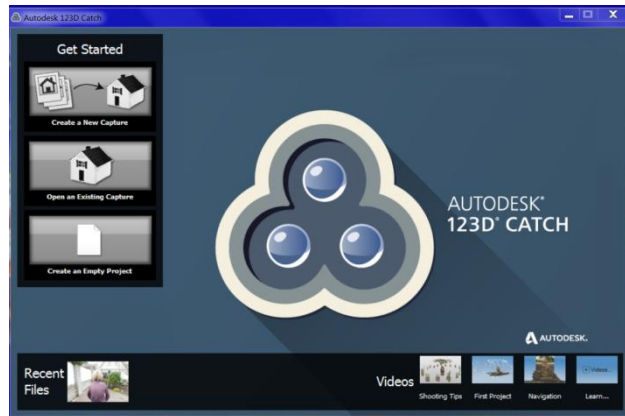 Autodesk 123D Catch
Get Started
Create a New Capture
Open an Existing Capture
Create an Empty Project
AUTODESK®
123D® CATCH
AUTODESK.
Recent
Files
Videos
Shooting Tips
First Project
Navigation
Videos...
Learn...